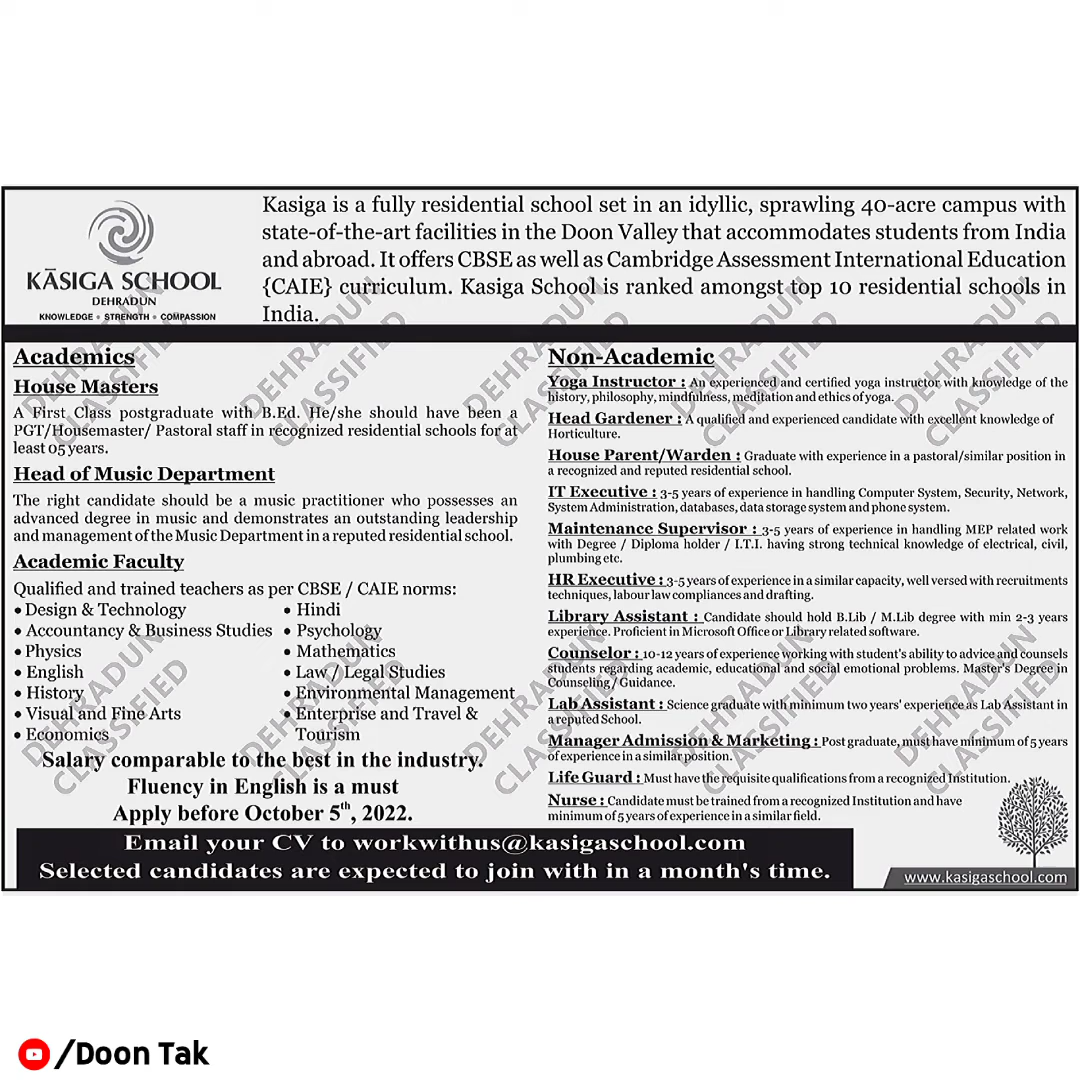 KĀSIGA SCHOOL
DEHRADUN
KNOWLEDGE • STRENGTH • COMPASSION
Kasiga is a fully residential school set in an idyllic, sprawling 40-acre campus with
state-of-the-art facilities in the Doon Valley that accommodates students from India
and abroad. It offers CBSE as well as Cambridge Assessment International Education
{CAIE} curriculum. Kasiga School is ranked amongst top 10 residential schools in
India.
Academics
House Masters
A First Class postgraduate with B.Ed. He/she should have been a
PGT/Housemaster/ Pastoral staff in recognized residential schools for at
least 05 years.
Head of Music Department
The right candidate should be a music practitioner who possesses an
advanced degree in music and demonstrates an outstanding leadership
and management of the Music Department in a reputed residential school.
Academic Faculty
Qualified and trained teachers as per CBSE / CAIE norms:
• Design & Technology
• Accountancy & Business Studies
• Physics
• English
• History
• Visual and Fine Arts
• Economics
• Hindi
• Psychology
• Mathematics
• Law / Legal Studies
• Environmental Management
• Enterprise and Travel &
Tourism
Salary comparable to the best in the industry.
Fluency in English is a must
Apply before October 5th, 2022.
Non-Academic
Yoga Instructor : An experienced and certified yoga instructor with knowledge of the
history, philosophy, mindfulness, meditation and ethics of yoga.
Head Gardener : A qualified and experienced candidate with excellent knowledge of
Horticulture.
House Parent/Warden : Graduate with experience in a pastoral/similar position in
a recognized and reputed residential school.
IT Executive : 3-5 years of experience in handling Computer System, Security, Network,
System Administration, databases, data storage system and phone system.
Maintenance Supervisor : 3-5 years of experience in handling MEP related work
with Degree / Diploma holder / I.T.I. having strong technical knowledge of electrical, civil,
plumbing etc.
HR Executive : 3-5 years of experience in a similar capacity, well versed with recruitments
techniques, labour law compliances and drafting.
Library Assistant : Candidate should hold B.Lib / M.Lib degree with min 2-3 years
experience. Proficient in Microsoft Office or Library related software.
Counselor : 10-12 years of experience working with student's ability to advice and counsels
students regarding academic, educational and social emotional problems. Master's Degree in
Counseling / Guidance.
Lab Assistant : Science graduate with minimum two years' experience as Lab Assistant in
a reputed School.
Manager Admission & Marketing : Post graduate, must have minimum of 5 years
of experience in a similar position.
Life Guard : Must have the requisite qualifications from a recognized Institution.
Nurse : Candidate must be trained from a recognized Institution and have
minimum of 5 years of experience in a similar field.
Email your CV to workwithus@kasigaschool.com
Selected candidates are expected to join with in a month's time.
www.kasigaschool.com
DEHRADUN CLASSIFIED
DEHRADUN CLASSIFIED
DEHRADUN CLASSIFIED
DEHRADUN CLASSIFIED
DEHRADUN CLASSIFIED
DEHRADUN CLASSIFIED
DEHRADUN CLASSIFIED
DEHRADUN CLASSIFIED
DEHRADUN CLASSIFIED
DEHRADUN CLASSIFIED
/Doon Tak